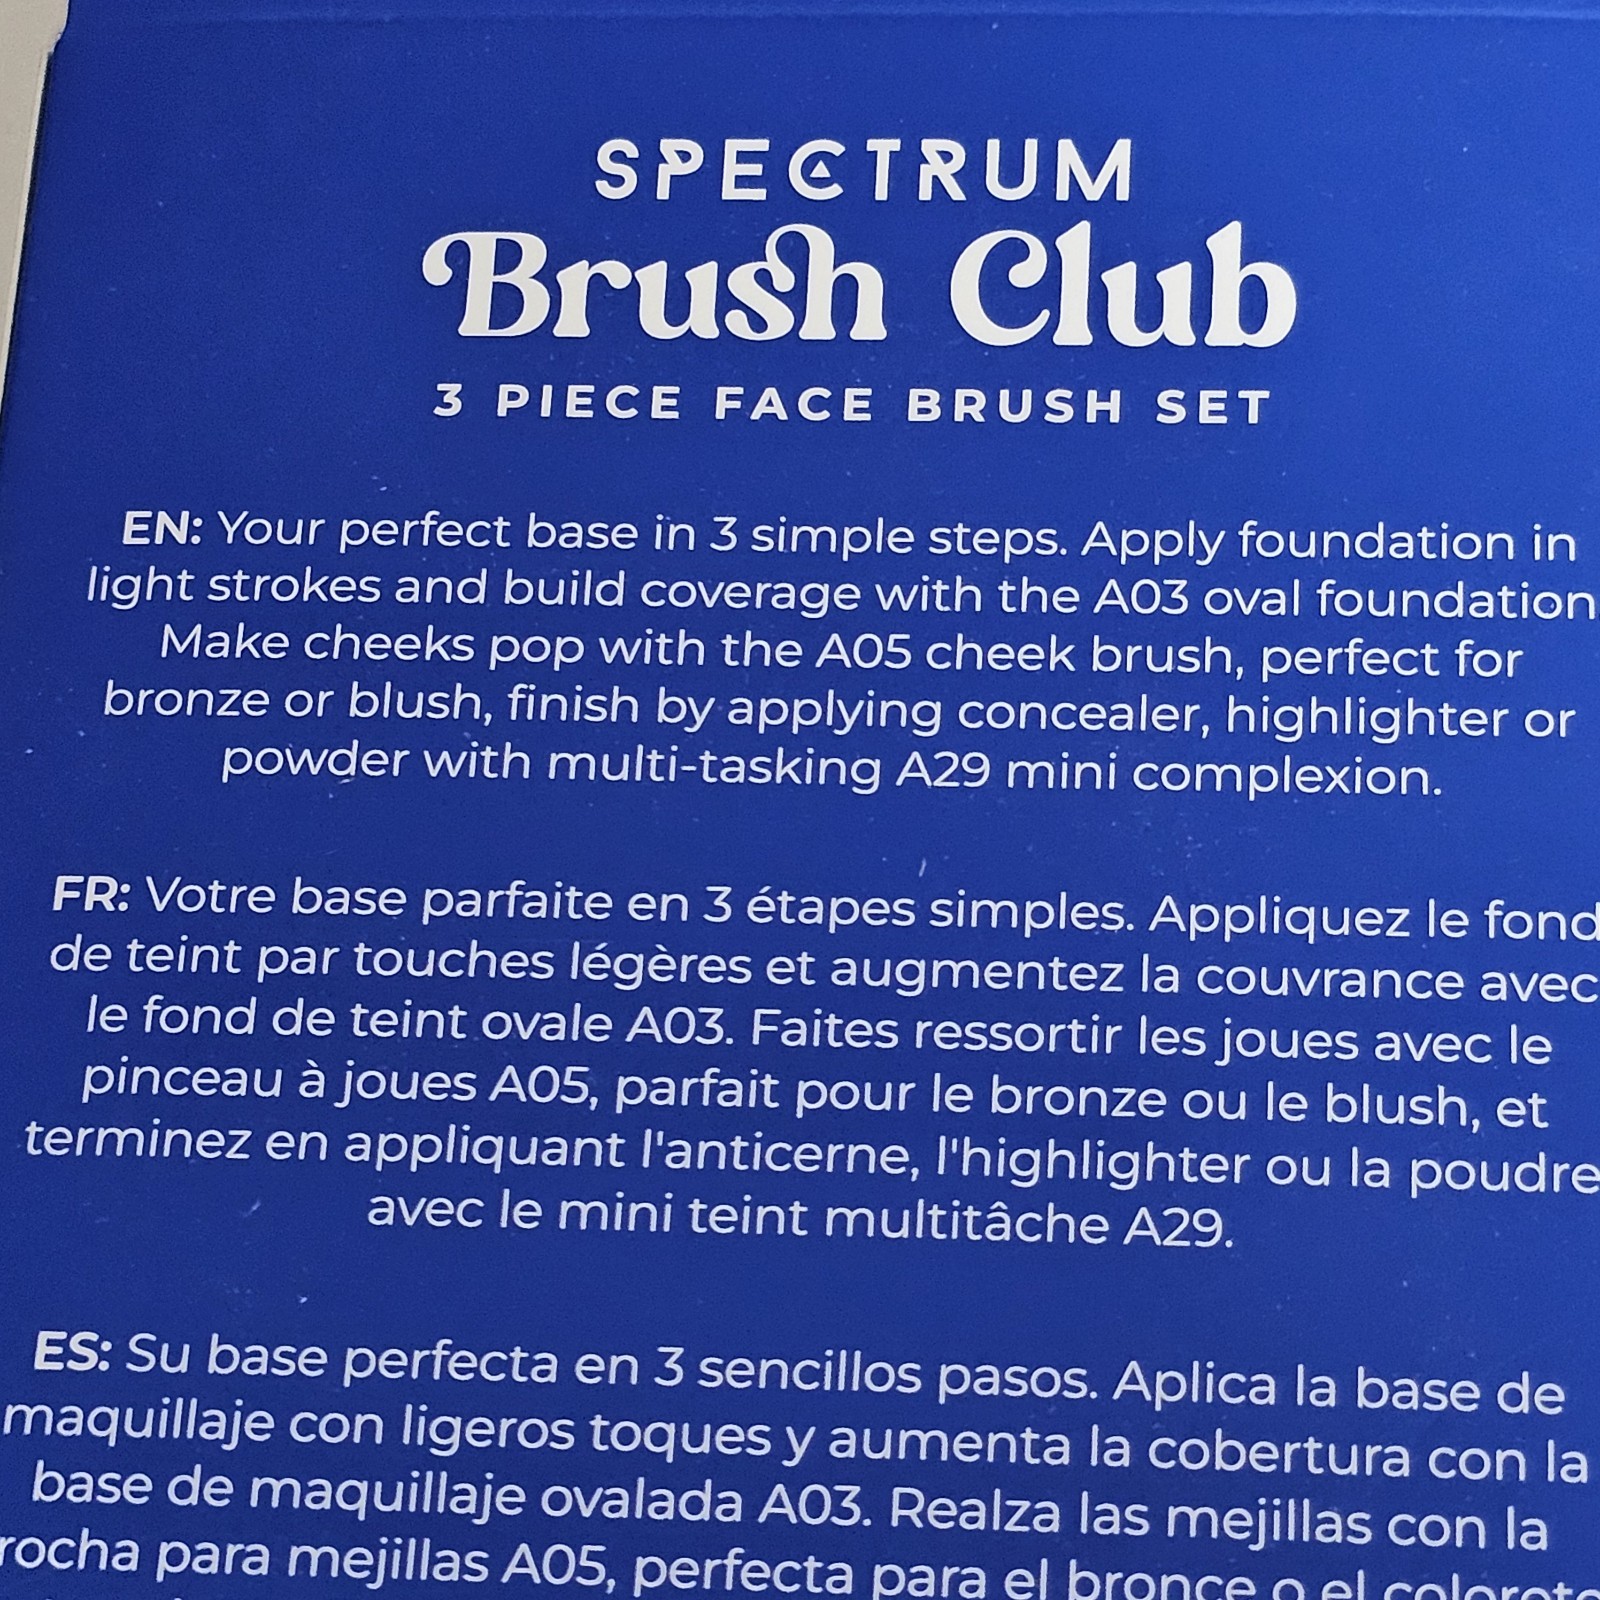 SPECTRUM
Brush Club
3 PIECE FACE BRUSH SET
EN: Your perfect base in 3 simple steps. Apply foundation in
light strokes and build coverage with the A03 oval foundation.
Make cheeks pop with the A05 cheek brush, perfect for
bronze or blush, finish by applying concealer, highlighter or
powder with multi-tasking A29 mini complexion.
FR: Votre base parfaite en 3 étapes simples. Appliquez le fond
de teint par touches légères et augmentez la couvrance avec
le fond de teint ovale A03. Faites ressortir les joues avec le
pinceau à joues A05, parfait pour le bronze ou le blush, et
terminez en appliquant l'anticerne, l'highlighter ou la poudre
avec le mini teint multitâche A29.
ES: Su base perfecta en 3 sencillos pasos. Aplica la base de
maquillaje con ligeros toques y aumenta la cobertura con la
base de maquillaje ovalada A03. Realza las mejillas con la
rocha para mejillas A05, perfecta para el bronce o el